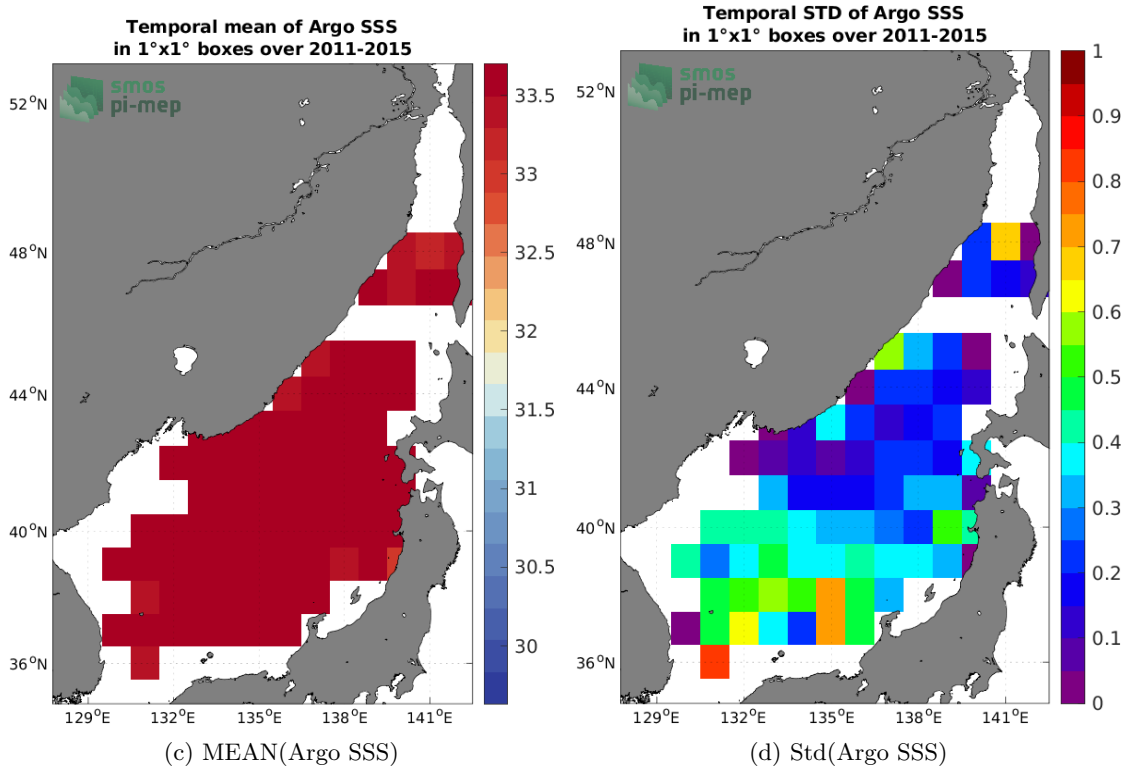 Temporal mean of Argo SSS
in 1°x1° boxes over 2011-2015
smos
pi-mep
52°N
48°N
44°N
40°N
36°N
129°E
132°E
135°E
138°E
141°E
33.5
33
32.5
32
31.5
31
30.5
30
(c) MEAN(Argo SSS)
Temporal STD of Argo SSS
in 1°x1° boxes over 2011-2015
smos
pi-mep
52°N
48°N
44°N
40°N
36°N
129°E
132°E
135°E
138°E
141°E
1
0.9
0.8
0.7
0.6
0.5
0.4
0.3
0.2
0.1
0
(d) Std(Argo SSS)